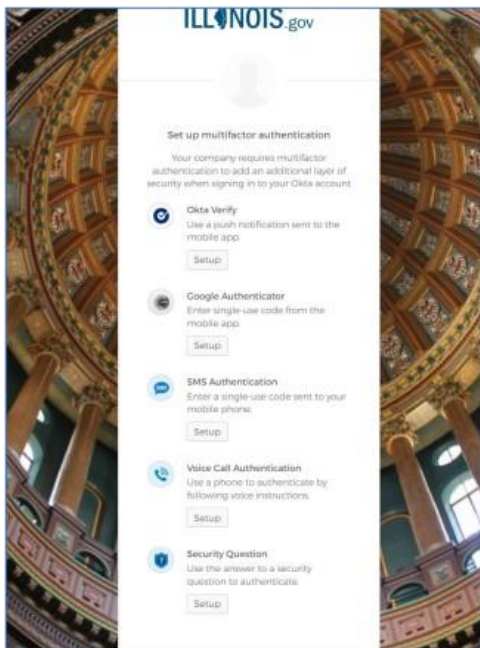 ILLINOIS.gov
Set up multifactor authentication
Your company requires multifactor
authentication to add an additional layer of
security when signing in to your Okta account
Okta Verify
Use a push notification sent to the
mobile app.
Setup
Google Authenticator
Enter single-use code from the
mobile app.
Setup
SMS
SMS Authentication
Enter a single-use code sent to your
mobile phone.
Setup
Voice Call Authentication
Use a phone to authenticate by
following voice instructions.
Setup
Security Question
Use the answer to a security
question to authenticate.
Setup